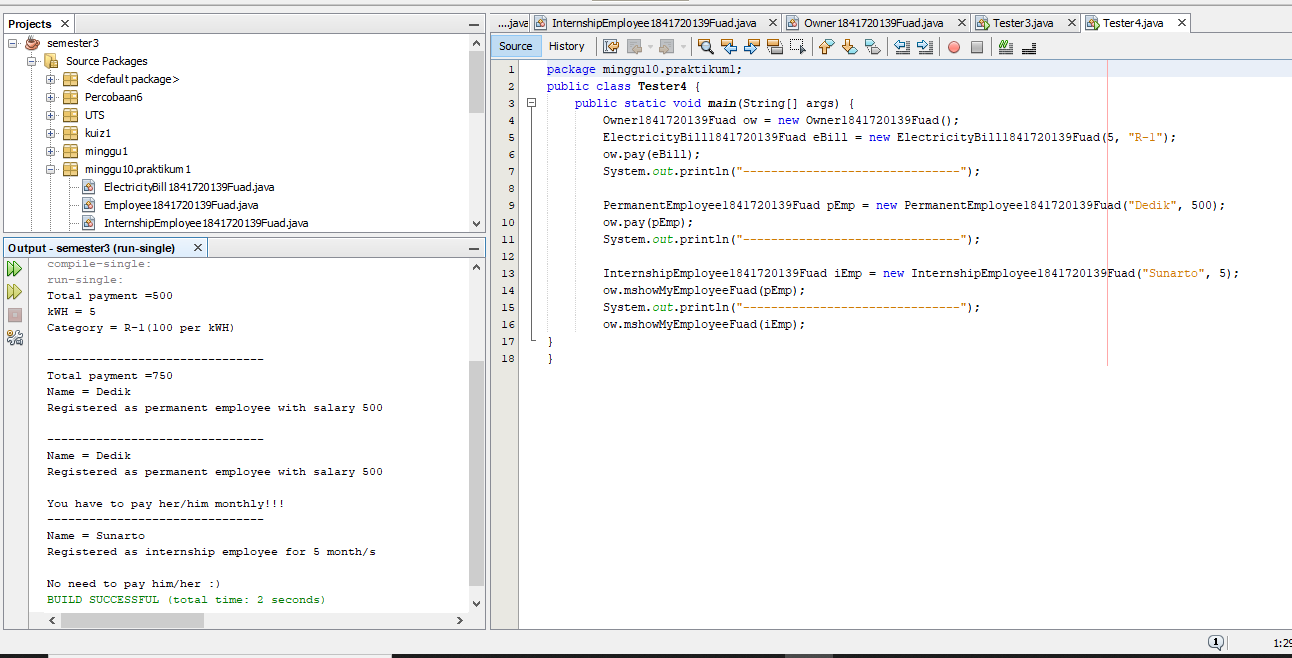 Projects
semester3
Source Packages
<default package>
Percobaan6
UTS
kuiz1
minggu1
minggu10.praktikum1
ElectricityBill1841720139Fuad.java
Employee1841720139Fuad.java
InternshipEmployee1841720139Fuad.java
Output - semester3 (run-single)
compile-single:
run-single:
Total payment =500
kWH = 5
Category = R-1(100 per kWH)
-------------------------------
Total payment =750
Name = Dedik
Registered as permanent employee with salary 500
-------------------------------
Name = Dedik
Registered as permanent employee with salary 500
You have to pay her/him monthly!!!
-------------------------------
Name = Sunarto
Registered as internship employee for 5 month/s
No need to pay him/her :)
BUILD SUCCESSFUL (total time: 2 seconds)
....java InternshipEmployee1841720139Fuad.java Owner1841720139Fuad.java Tester3.java Tester4.java
Source History
1 package minggu10.praktikum1;
2 public class Tester4 {
3 public static void main(String[] args) {
4 Owner1841720139Fuad ow = new Owner1841720139Fuad();
5 ElectricityBill1841720139Fuad eBill = new ElectricityBill1841720139Fuad(5, "R-1");
6 ow.pay(eBill);
7 System.out.println("-------------------------------");
8
9 PermanentEmployee1841720139Fuad pEmp = new PermanentEmployee1841720139Fuad("Dedik", 500);
10 ow.pay(pEmp);
11 System.out.println("-------------------------------");
12
13 InternshipEmployee1841720139Fuad iEmp = new InternshipEmployee1841720139Fuad("Sunarto", 5);
14 ow.mshowMyEmployeeFuad(pEmp);
15 System.out.println("-------------------------------");
16 ow.mshowMyEmployeeFuad(iEmp);
17 }
18 }
1
1:29